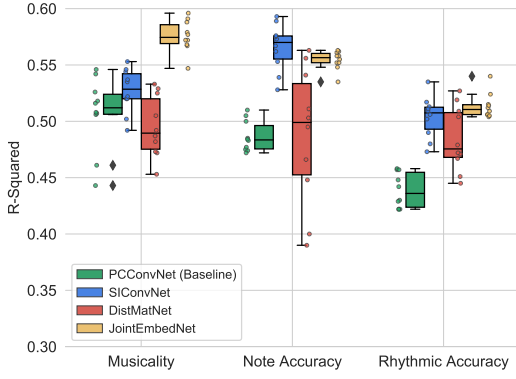 0.60
0.55
0.50
0.45
0.40
0.35
0.30
R-Squared
PCConvNet (Baseline)
SIConvNet
DistMatNet
JointEmbedNet
Musicality
Note Accuracy
Rhythmic Accuracy